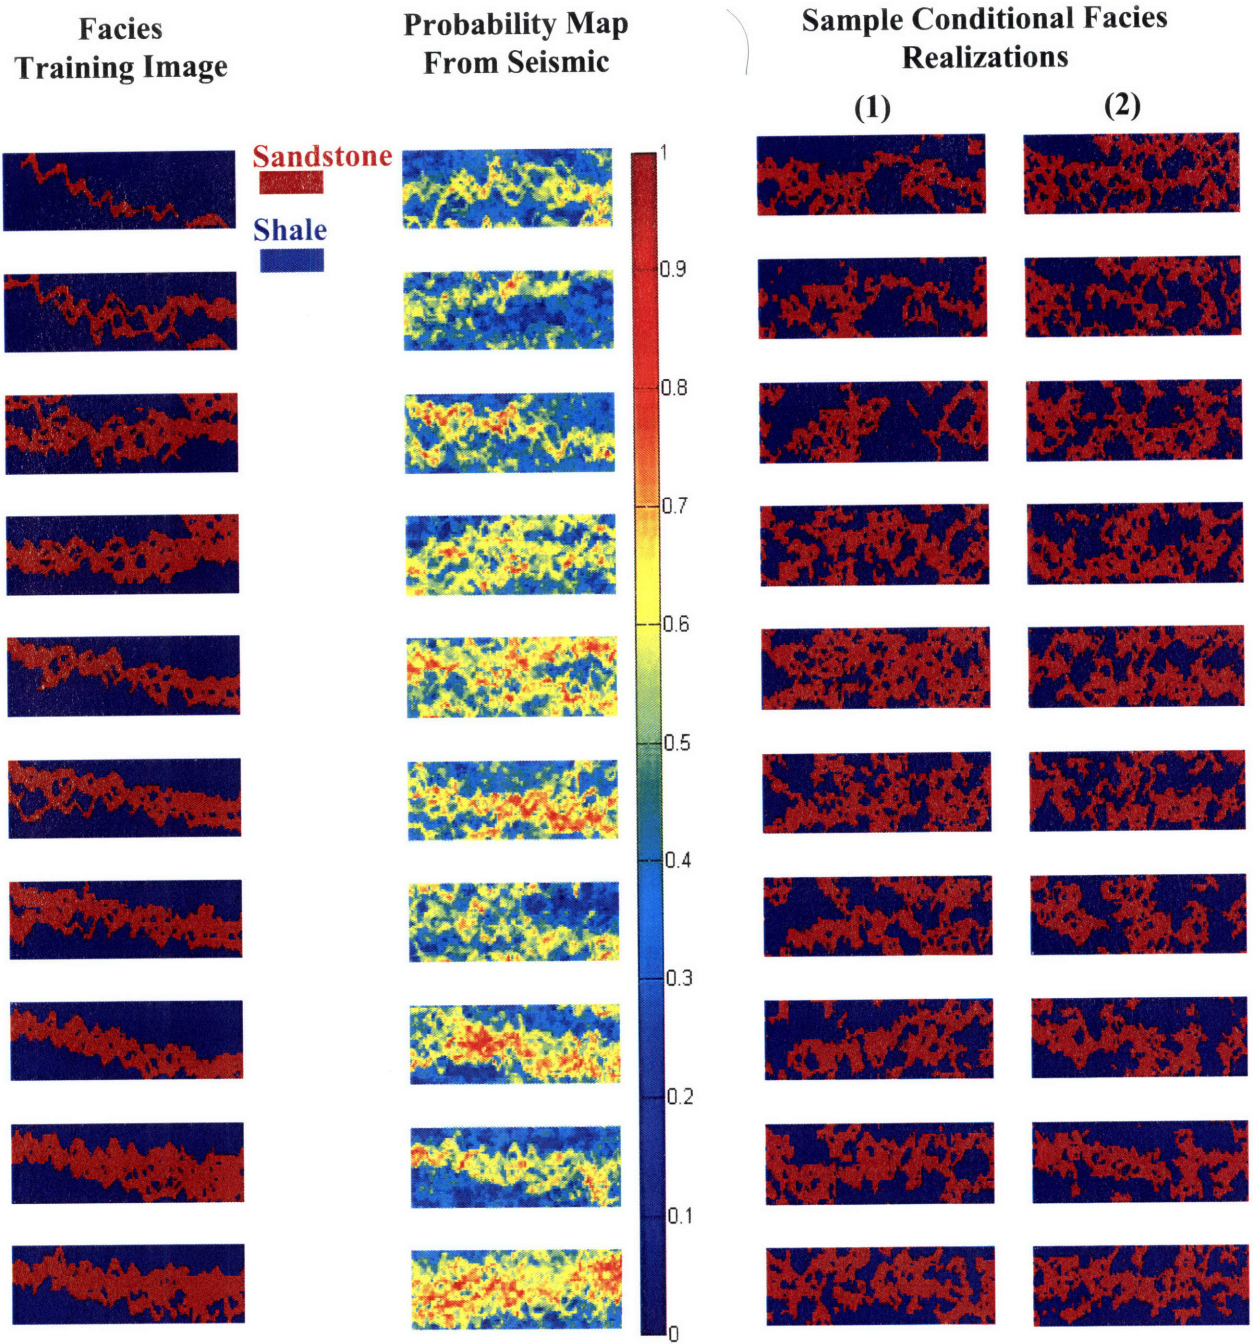 Facies
Training Image
Probability Map
From Seismic
Sample Conditional Facies
Realizations
(1)
(2)
Sandstone
Shale
1
0.9
0.8
0.7
0.6
0.5
0.4
0.3
0.2
0.1
0